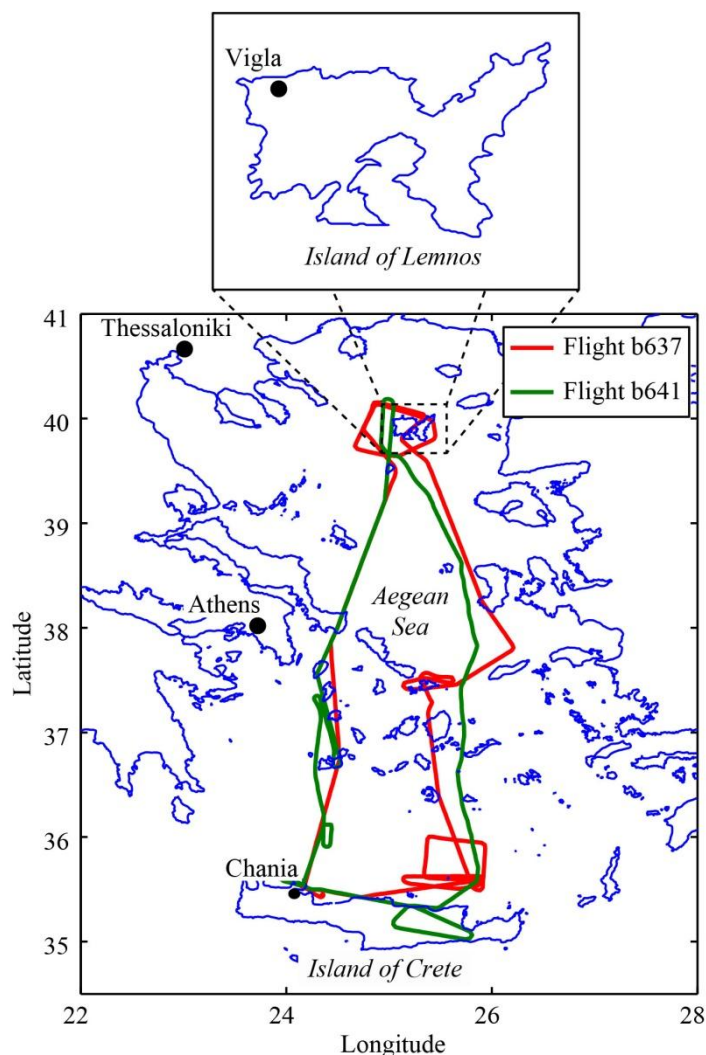 Vigla
Island of Lemnos
41
Thessaloniki
Flight b637
Flight b641
40
39
Athens
Aegean
Sea
38
Latitude
37
36
Chania
35
Island of Crete
22
24
26
28
Longitude